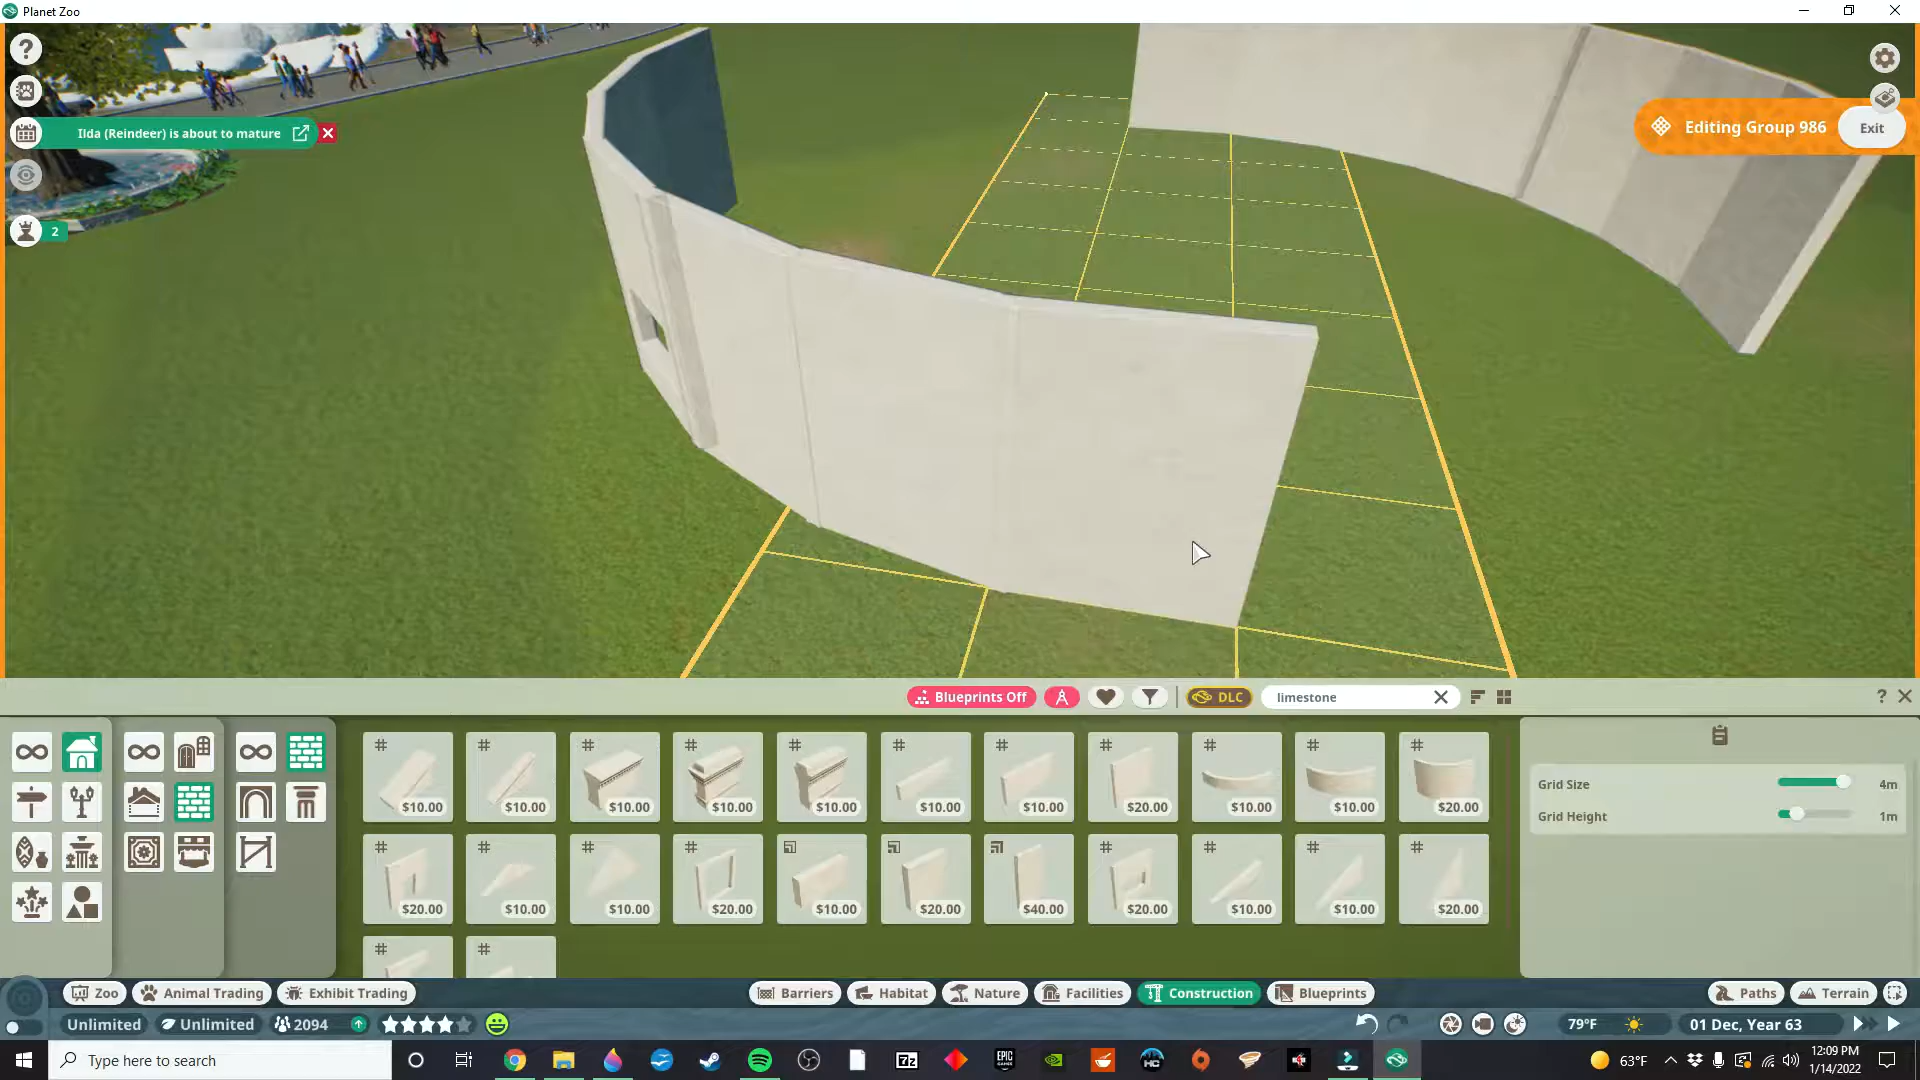 Planet Zoo
Ilda (Reindeer) is about to mature
Editing Group 986
Exit
2
Blueprints Off
DLC
limestone
?
$10.00 $10.00 $10.00 $10.00 $10.00 $10.00 $10.00 $20.00 $10.00 $10.00 $20.00
$20.00 $10.00 $10.00 $20.00 $10.00 $20.00 $40.00 $20.00 $10.00 $10.00 $20.00
Grid Size 4m
Grid Height 1m
Zoo Animal Trading Exhibit Trading Barriers Habitat Nature Facilities Construction Blueprints Paths Terrain
Unlimited Unlimited 2094 79°F 01 Dec, Year 63
Type here to search
7z
EPIC GAMES
HC
63°F
12:09 PM
1/14/2022